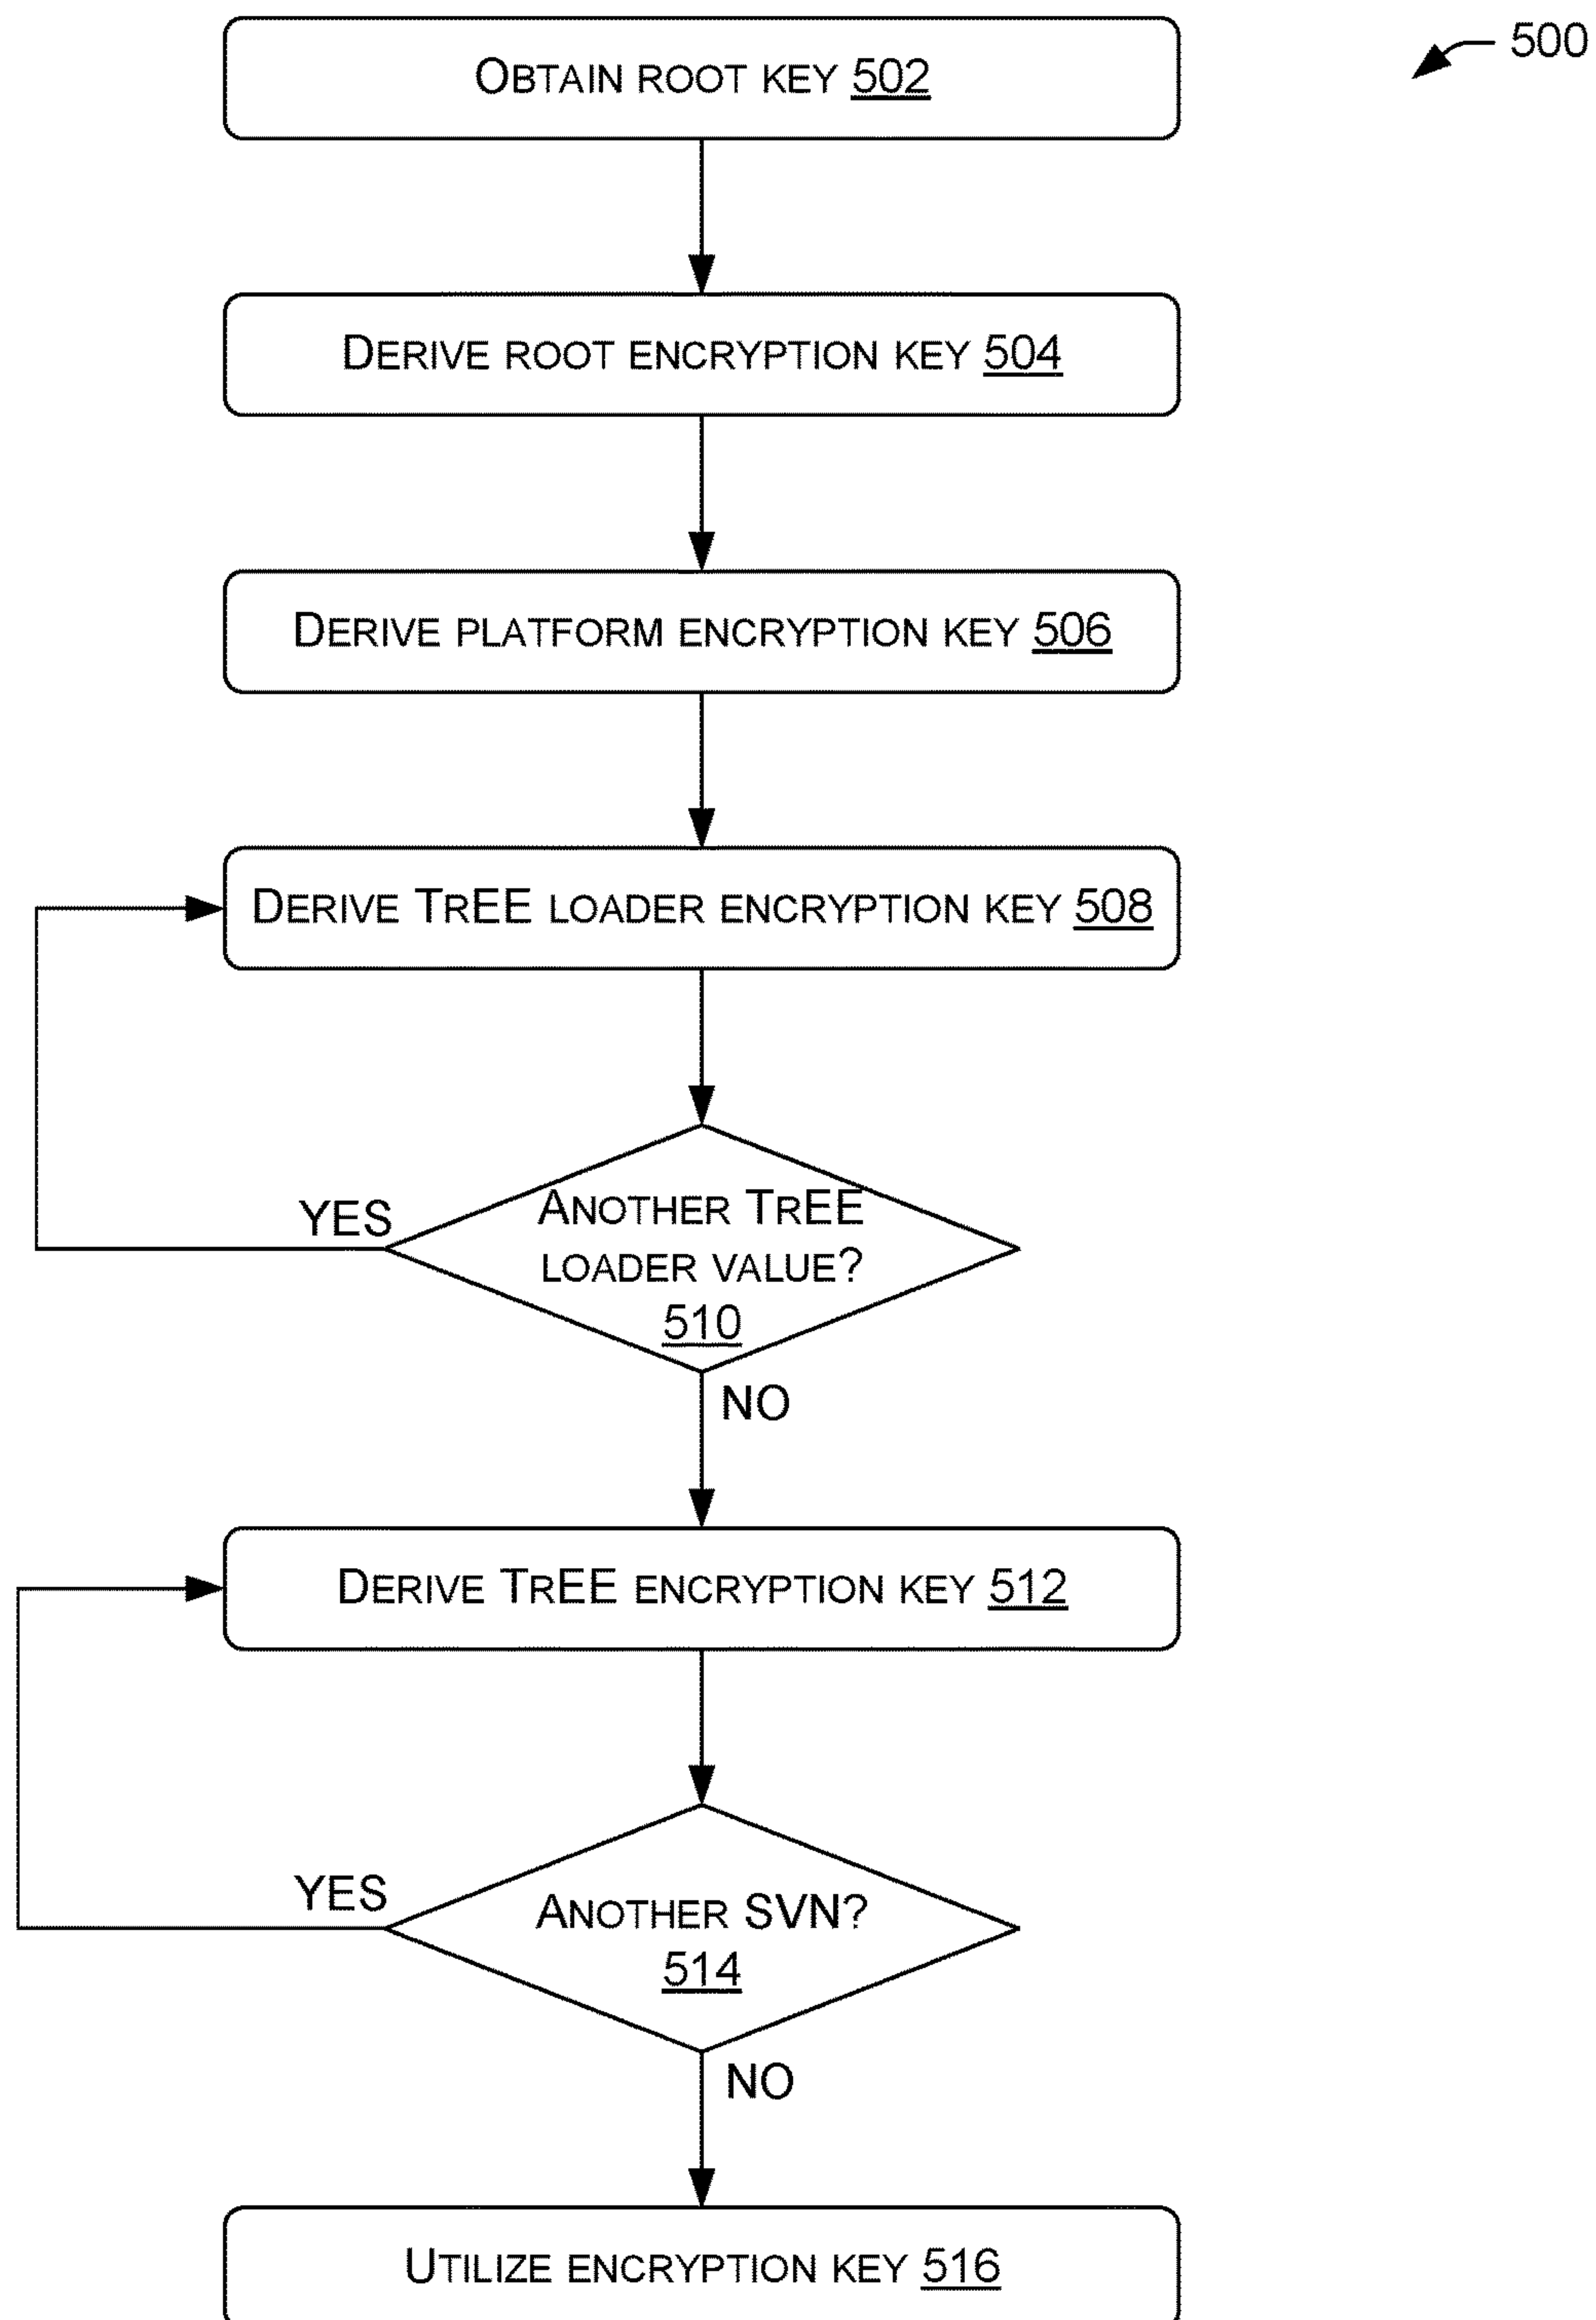 OBTAIN ROOT KEY 502
500
DERIVE ROOT ENCRYPTION KEY 504
DERIVE PLATFORM ENCRYPTION KEY 506
DERIVE TREE LOADER ENCRYPTION KEY 508
YES
ANOTHER TREE
LOADER VALUE?
510
NO
DERIVE TREE ENCRYPTION KEY 512
YES
ANOTHER SVN?
514
NO
UTILIZE ENCRYPTION KEY 516